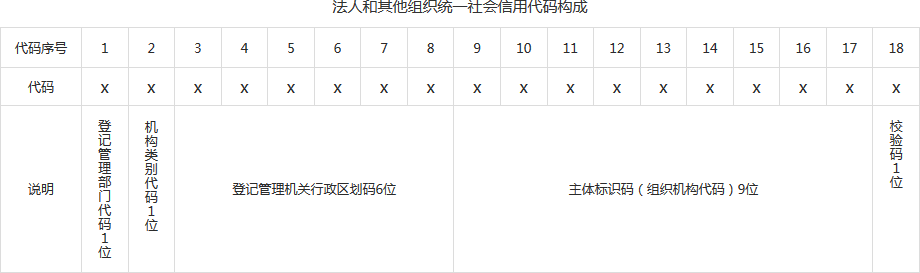 法人和其他组织统一社会信用代码构成
代码序号 1 2 3 4 5 6 7 8 9 10 11 12 13 14 15 16 17 18
代码 x x x x x x x x x x x x x x x x x x
说明 登记管理部门代码1位 机构类别代码1位 登记管理机关行政区划码6位 主体标识码（组织机构代码）9位 校验码1位